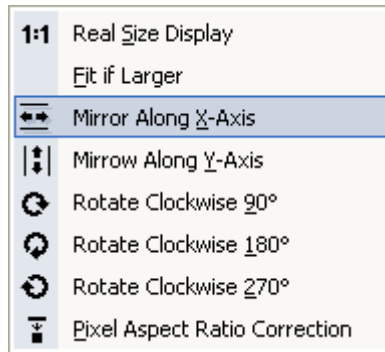 1:1 Real Size Display
Fit if Larger
Mirror Along X-Axis
Mirrow Along Y-Axis
Rotate Clockwise 90°
Rotate Clockwise 180°
Rotate Clockwise 270°
Pixel Aspect Ratio Correction